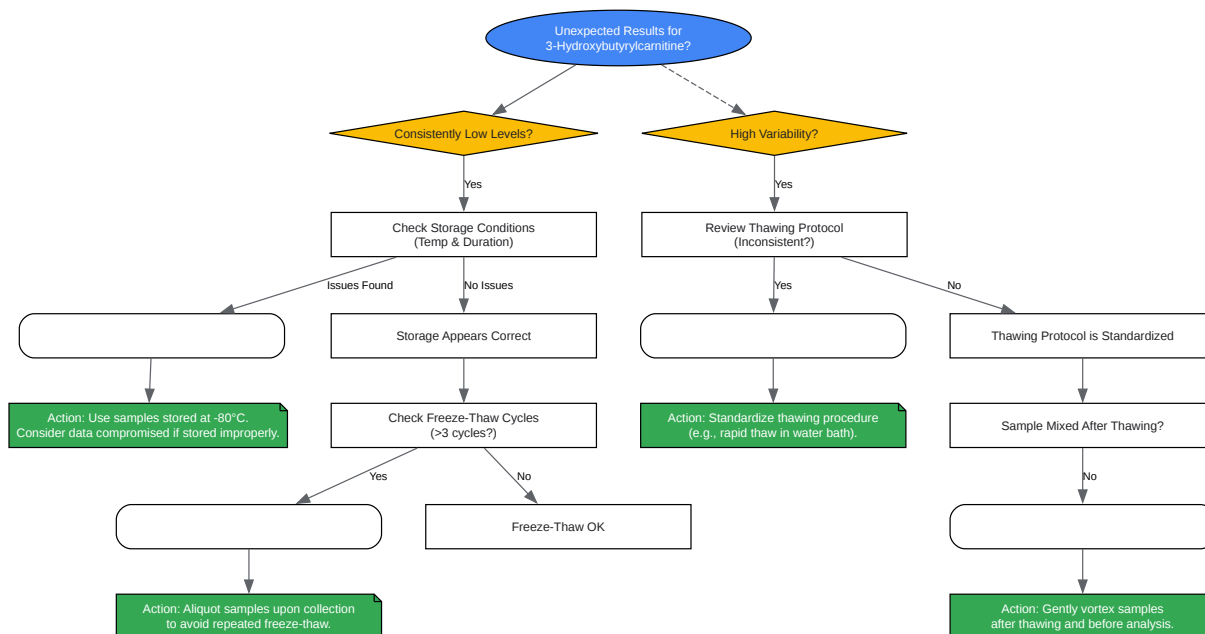 Unexpected Results for
3-Hydroxybutyrylcarnitine?
Consistently Low Levels?
High Variability?
Yes
Yes
Check Storage Conditions
(Temp & Duration)
Review Thawing Protocol
(Inconsistent?)
Issues Found
No Issues
Yes
No
Storage Appears Correct
Thawing Protocol is Standardized
Action: Use samples stored at -80°C.
Consider data compromised if stored improperly.
Check Freeze-Thaw Cycles
(>3 cycles?)
Action: Standardize thawing procedure
(e.g., rapid thaw in water bath).
Sample Mixed After Thawing?
Yes
No
No
Freeze-Thaw OK
Action: Aliquot samples upon collection
to avoid repeated freeze-thaw.
Action: Gently vortex samples
after thawing and before analysis.